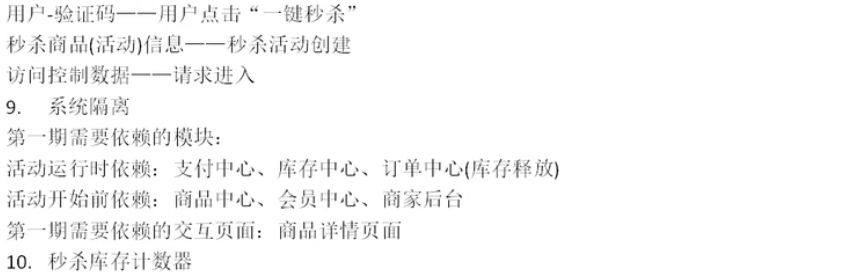 用户-验证码——用户点击“一键秒杀”
秒杀商品(活动)信息——秒杀活动创建
访问控制数据——请求进入
9. 系统隔离
第一期需要依赖的模块：
活动运行时依赖：支付中心、库存中心、订单中心(库存释放)
活动开始前依赖：商品中心、会员中心、商家后台
第一期需要依赖的交互页面：商品详情页面
10. 秒杀库存计数器